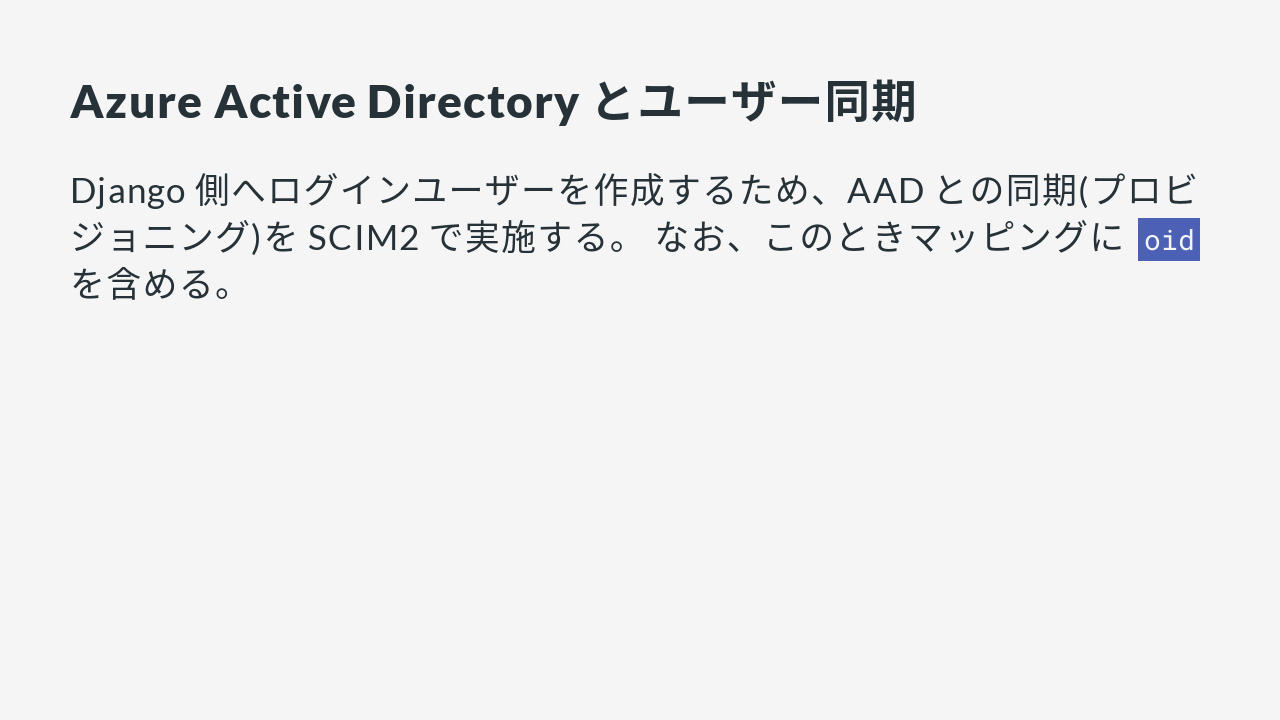 Azure Active Directory とユーザー同期
Django 側へログインユーザーを作成するため、AAD との同期(プロビ
ジョニング)を SCIM2 で実施する。 なお、このときマッピングに oid
を含める。